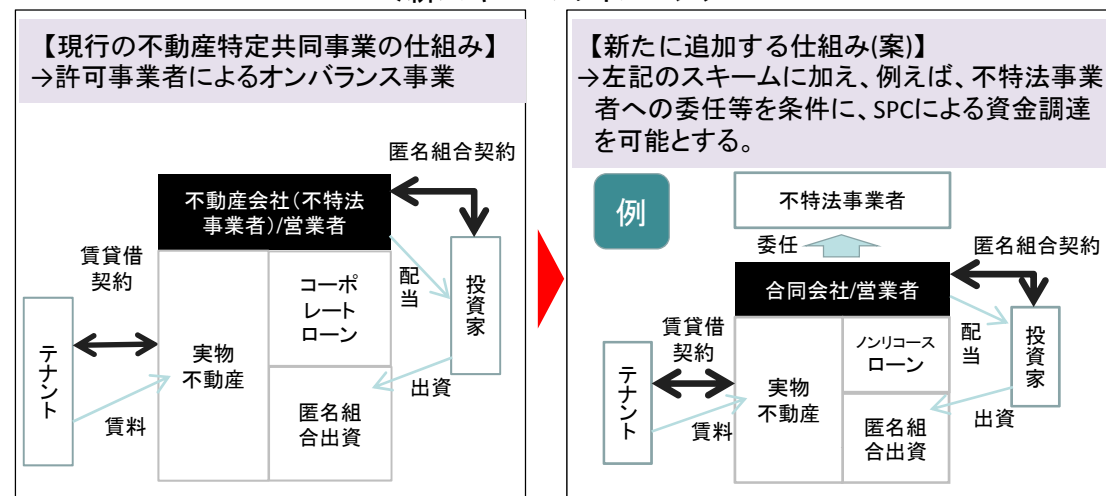 【現行の不動産特定共同事業の仕組み】
→許可事業者によるオンバランス事業
匿名組合契約
不動産会社(不特法
事業者)/営業者
賃貸借
契約
コーポ
レート
ローン
配当
投資家
テナント
実物
不動産
出資
賃料
匿名組
合出資
【新たに追加する仕組み(案)】
→左記のスキームに加え、例えば、不特法事業
者への委任等を条件に、SPCによる資金調達
を可能とする。
例
不特法事業者
委任
匿名組合契約
合同会社/営業者
賃貸借
契約
ノンリコース
ローン
配当
投資家
テナント
実物
不動産
出資
賃料
匿名組
合出資